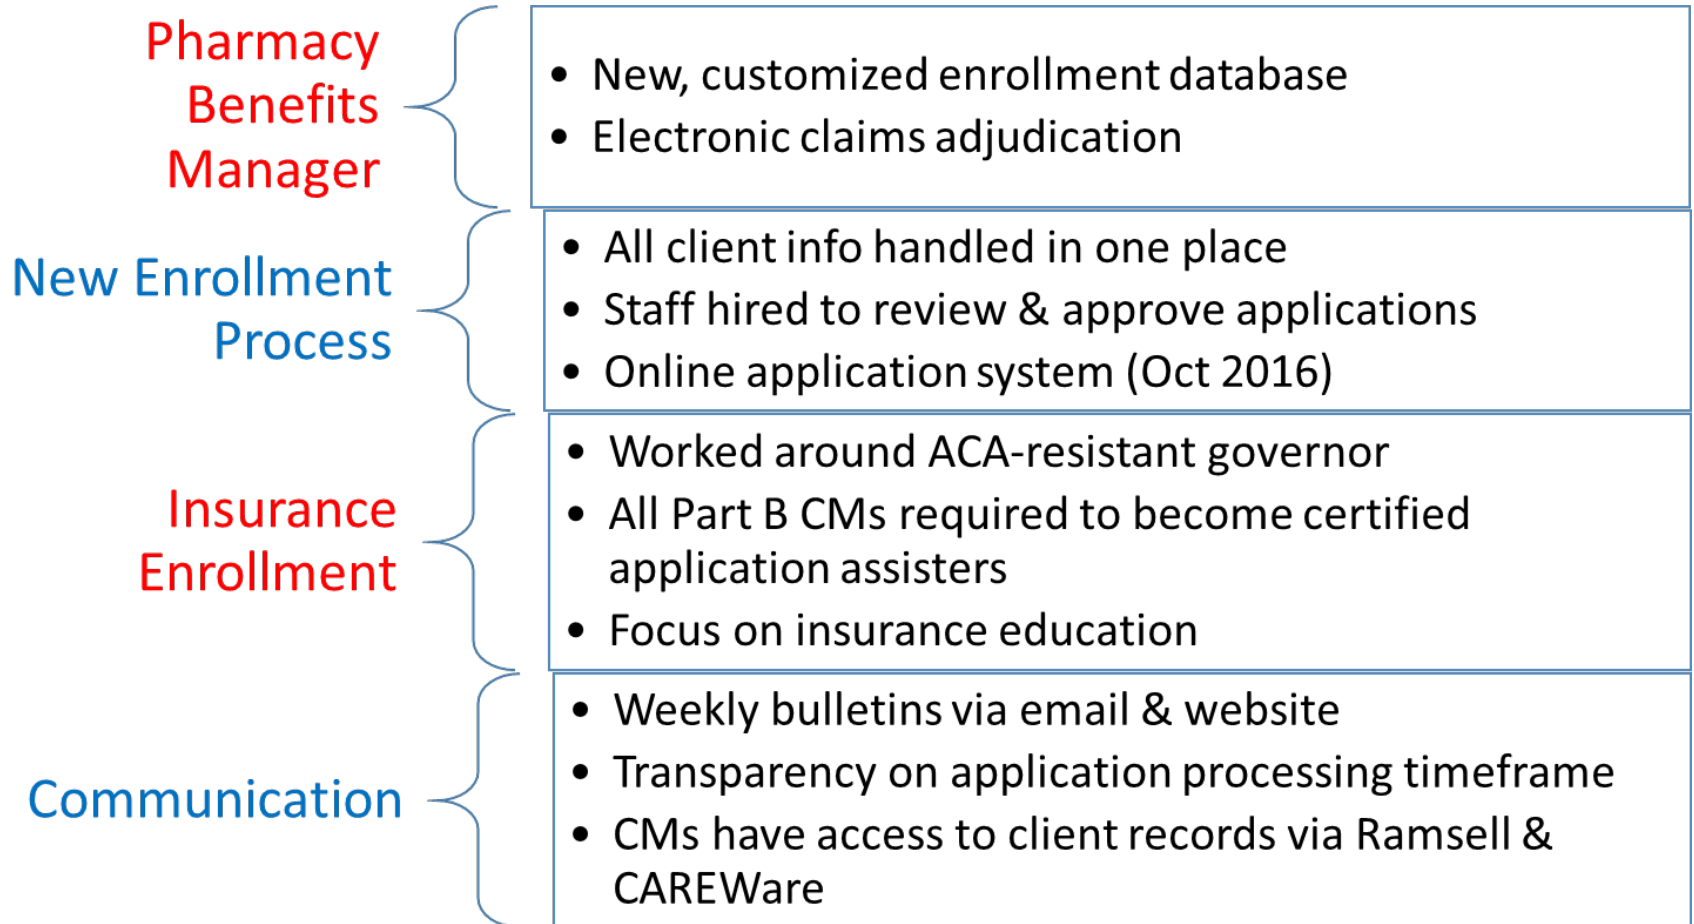 Pharmacy
Benefits
Manager
• New, customized enrollment database
• Electronic claims adjudication
New Enrollment
Process
• All client info handled in one place
• Staff hired to review & approve applications
• Online application system (Oct 2016)
Insurance
Enrollment
• Worked around ACA-resistant governor
• All Part B CMs required to become certified
application assisters
• Focus on insurance education
Communication
• Weekly bulletins via email & website
• Transparency on application processing timeframe
• CMs have access to client records via Ramsell &
CAREWare